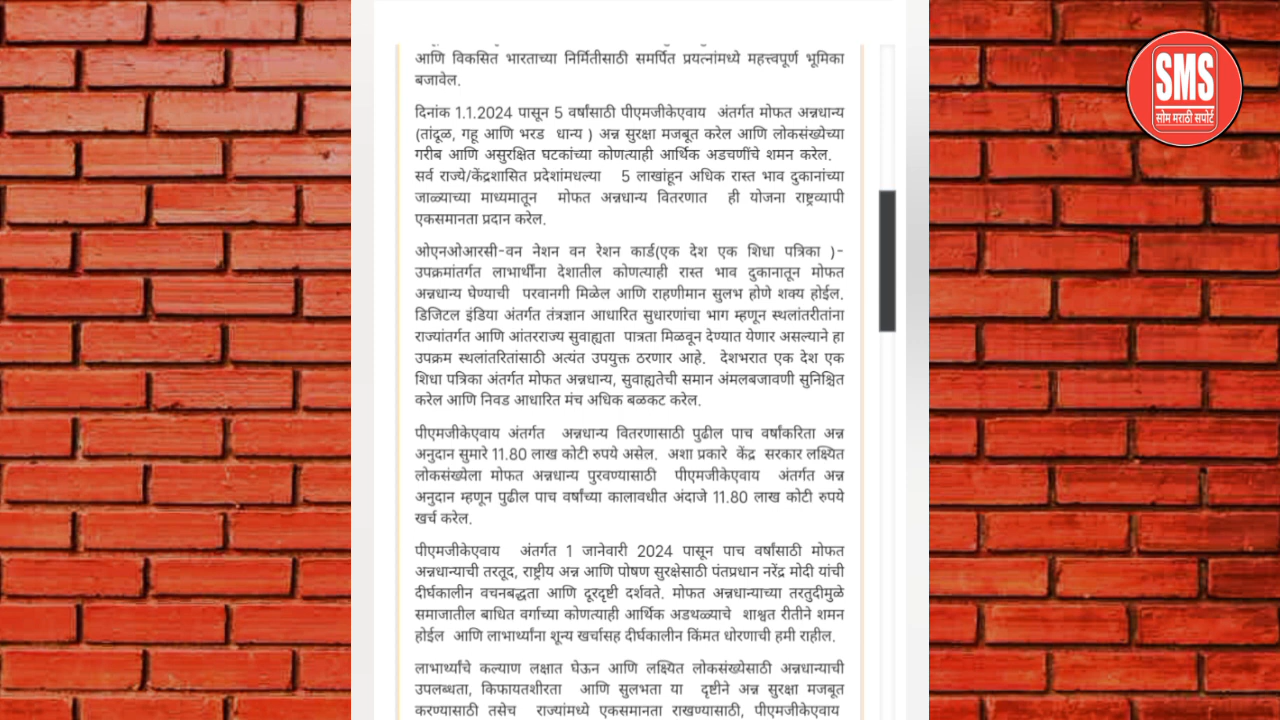 आणि विकसित भारताच्या निर्मितीसाठी समर्पित प्रयत्नांमध्ये महत्त्वपूर्ण भूमिका
बजावेल.
दिनांक 1.1.2024 पासून 5 वर्षांसाठी पीएमजीकेएवाय अंतर्गत मोफत अन्नधान्य
(तांदूळ, गहू आणि भरड धान्य ) अन्न सुरक्षा मजबूत करेल आणि लोकसंख्येच्या
गरीब आणि असुरक्षित घटकांच्या कोणत्याही आर्थिक अडचणींचे शमन करेल.
सर्व राज्ये/केंद्रशासित प्रदेशांमधल्या 5 लाखांहून अधिक रास्त भाव दुकानांच्या
जाळ्याच्या माध्यमातून मोफत अन्नधान्य वितरणात ही योजना राष्ट्रव्यापी
एकसमानता प्रदान करेल.
ओएनओआरसी-वन नेशन वन रेशन कार्ड(एक देश एक शिधा पत्रिका )-
उपक्रमांतर्गत लाभार्थींना देशातील कोणत्याही रास्त भाव दुकानातून मोफत
अन्नधान्य घेण्याची परवानगी मिळेल आणि राहणीमान सुलभ होणे शक्य होईल.
डिजिटल इंडिया अंतर्गत तंत्रज्ञान आधारित सुधारणांचा भाग म्हणून स्थलांतरीतांना
राज्यांतर्गत आणि आंतरराज्य सुवाह्यता पात्रता मिळवून देण्यात येणार असल्याने हा
उपक्रम स्थलांतरितांसाठी अत्यंत उपयुक्त ठरणार आहे. देशभरात एक देश एक
शिधा पत्रिका अंतर्गत मोफत अन्नधान्य, सुवाह्यतेची समान अंमलबजावणी सुनिश्चित
करेल आणि निवड आधारित मंच अधिक बळकट करेल.
पीएमजीकेएवाय अंतर्गत अन्नधान्य वितरणासाठी पुढील पाच वर्षांकरिता अन्न
अनुदान सुमारे 11.80 लाख कोटी रुपये असेल. अशा प्रकारे केंद्र सरकार लक्ष्यित
लोकसंख्येला मोफत अन्नधान्य पुरवण्यासाठी पीएमजीकेएवाय अंतर्गत अन्न
अनुदान म्हणून पुढील पाच वर्षांच्या कालावधीत अंदाजे 11.80 लाख कोटी रुपये
खर्च करेल.
पीएमजीकेएवाय अंतर्गत 1 जानेवारी 2024 पासून पाच वर्षांसाठी मोफत
अन्नधान्याची तरतूद, राष्ट्रीय अन्न आणि पोषण सुरक्षेसाठी पंतप्रधान नरेंद्र मोदी यांची
दीर्घकालीन वचनबद्धता आणि दूरदृष्टी दर्शवते. मोफत अन्नधान्याच्या तरतुदीमुळे
समाजातील बाधित वर्गाच्या कोणत्याही आर्थिक अडथळ्याचे शाश्वत रीतीने शमन
होईल आणि लाभार्थ्यांना शून्य खर्चासह दीर्घकालीन किंमत धोरणाची हमी राहील.
लाभार्थ्यांचे कल्याण लक्षात घेऊन आणि लक्ष्यित लोकसंख्येसाठी अन्नधान्याची
उपलब्धता, किफायतशीरता आणि सुलभता या दृष्टीने अन्न सुरक्षा मजबूत
करण्यासाठी तसेच राज्यांमध्ये एकसमानता राखण्यासाठी, पीएमजीकेएवाय
SMS
सोम मराठी सपोर्ट